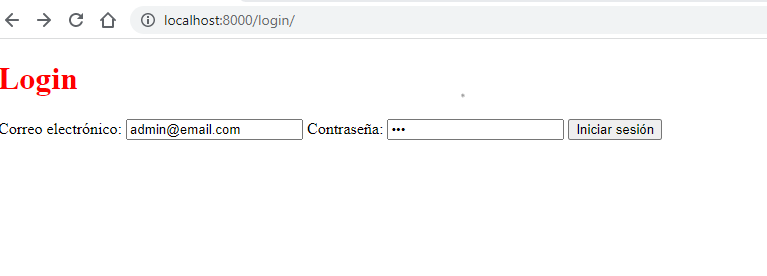 localhost:8000/login/
Login
Correo electrónico: admin@email.com Contraseña: ••• Iniciar sesión